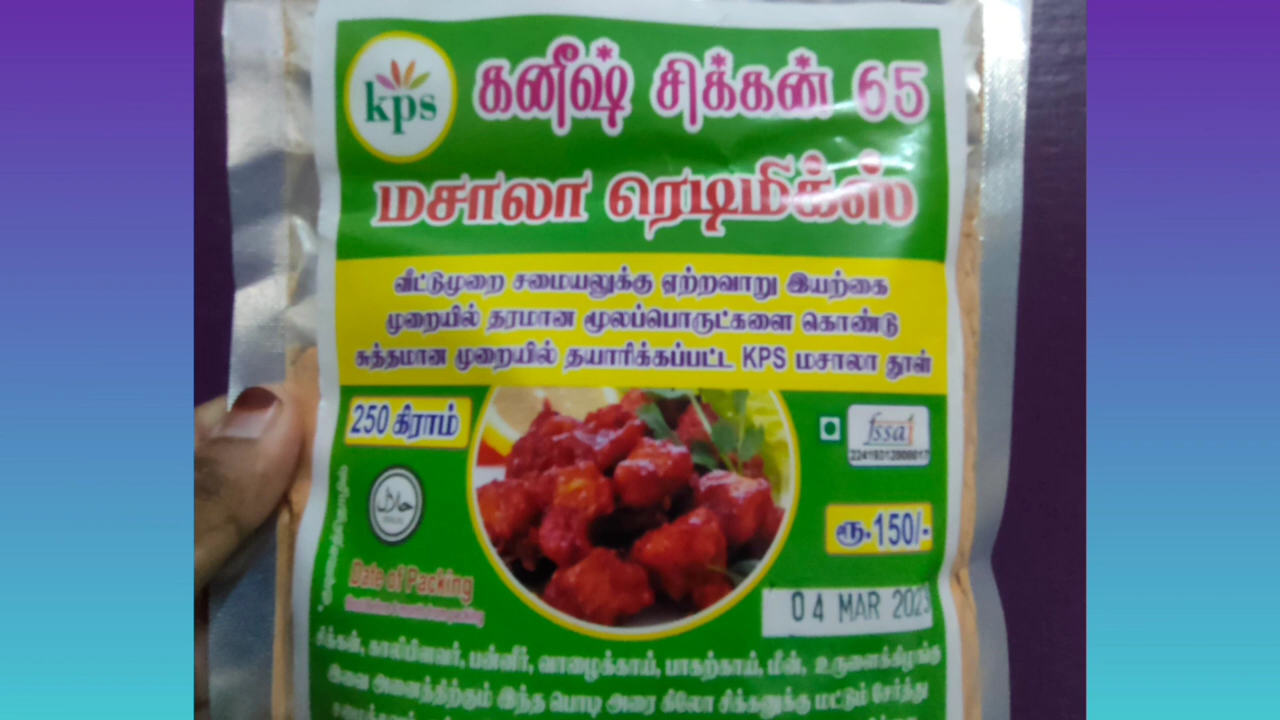 kps
கனீஷ் சிக்கன் 65
மசாலா ரெடிமிக்ஸ்
வீட்டுமுறை சமையலுக்கு ஏற்றவாறு இயற்கை
முறையில் தரமான மூலப்பொருட்களை கொண்டு
சுத்தமான முறையில் தயாரிக்கப்பட்ட KPS மசாலா தூள்
250 கிராம்
fssai
ரூ.150/-
Date of Packing
04 MAR 2023
சிக்கன், காலிபிளவர், பன்னீர், வாழைக்காய், பாகற்காய், மீன், உருளைக்கிழங்கு
இவை அனைத்திற்கும் இந்த பொடி அரை கிலோ சிக்கனுக்கு மட்டும் சேர்த்து